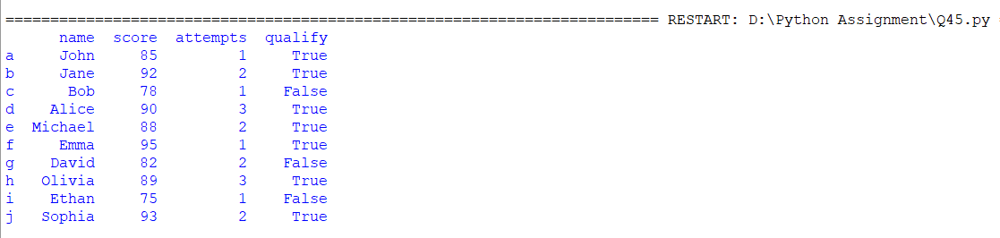 ========================================================================= RESTART: D:\Python Assignment\Q45.py
name score attempts qualify
a John 85 1 True
b Jane 92 2 True
c Bob 78 1 False
d Alice 90 3 True
e Michael 88 2 True
f Emma 95 1 True
g David 82 2 False
h Olivia 89 3 True
i Ethan 75 1 False
j Sophia 93 2 True